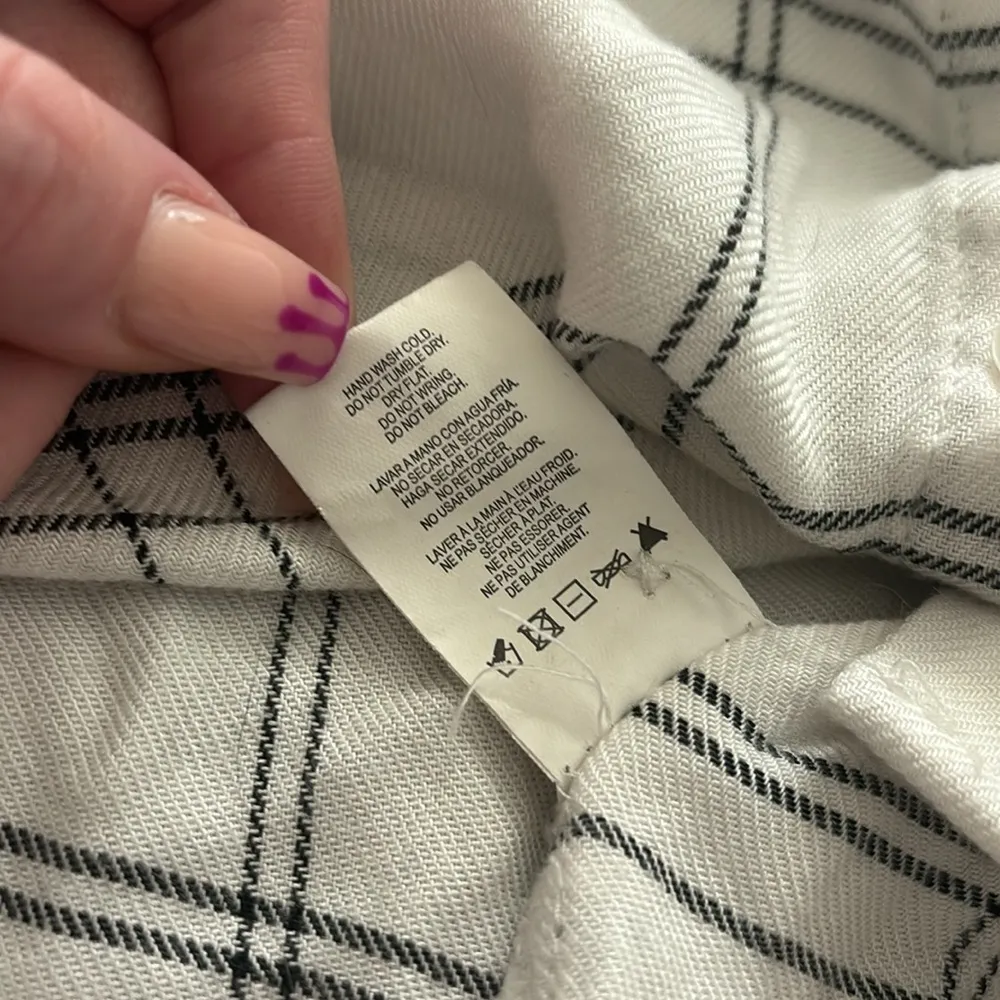 HAND WASH COLD.
DO NOT TUMBLE DRY.
DRY FLAT.
DO NOT WRING.
DO NOT BLEACH.
LAVAR A MANO CON AGUA FRÍA.
NO SECAR EN SECADORA.
HAGA SECAR EXTENDIDO.
NO RETORCER.
NO USAR BLANQUEADOR.
LAVER À LA MAIN À L'EAU FROID.
NE PAS SÉCHER EN MACHINE.
SÉCHER À PLAT.
NE PAS ESSORER.
NE PAS UTILISER AGENT
DE BLANCHIMENT.